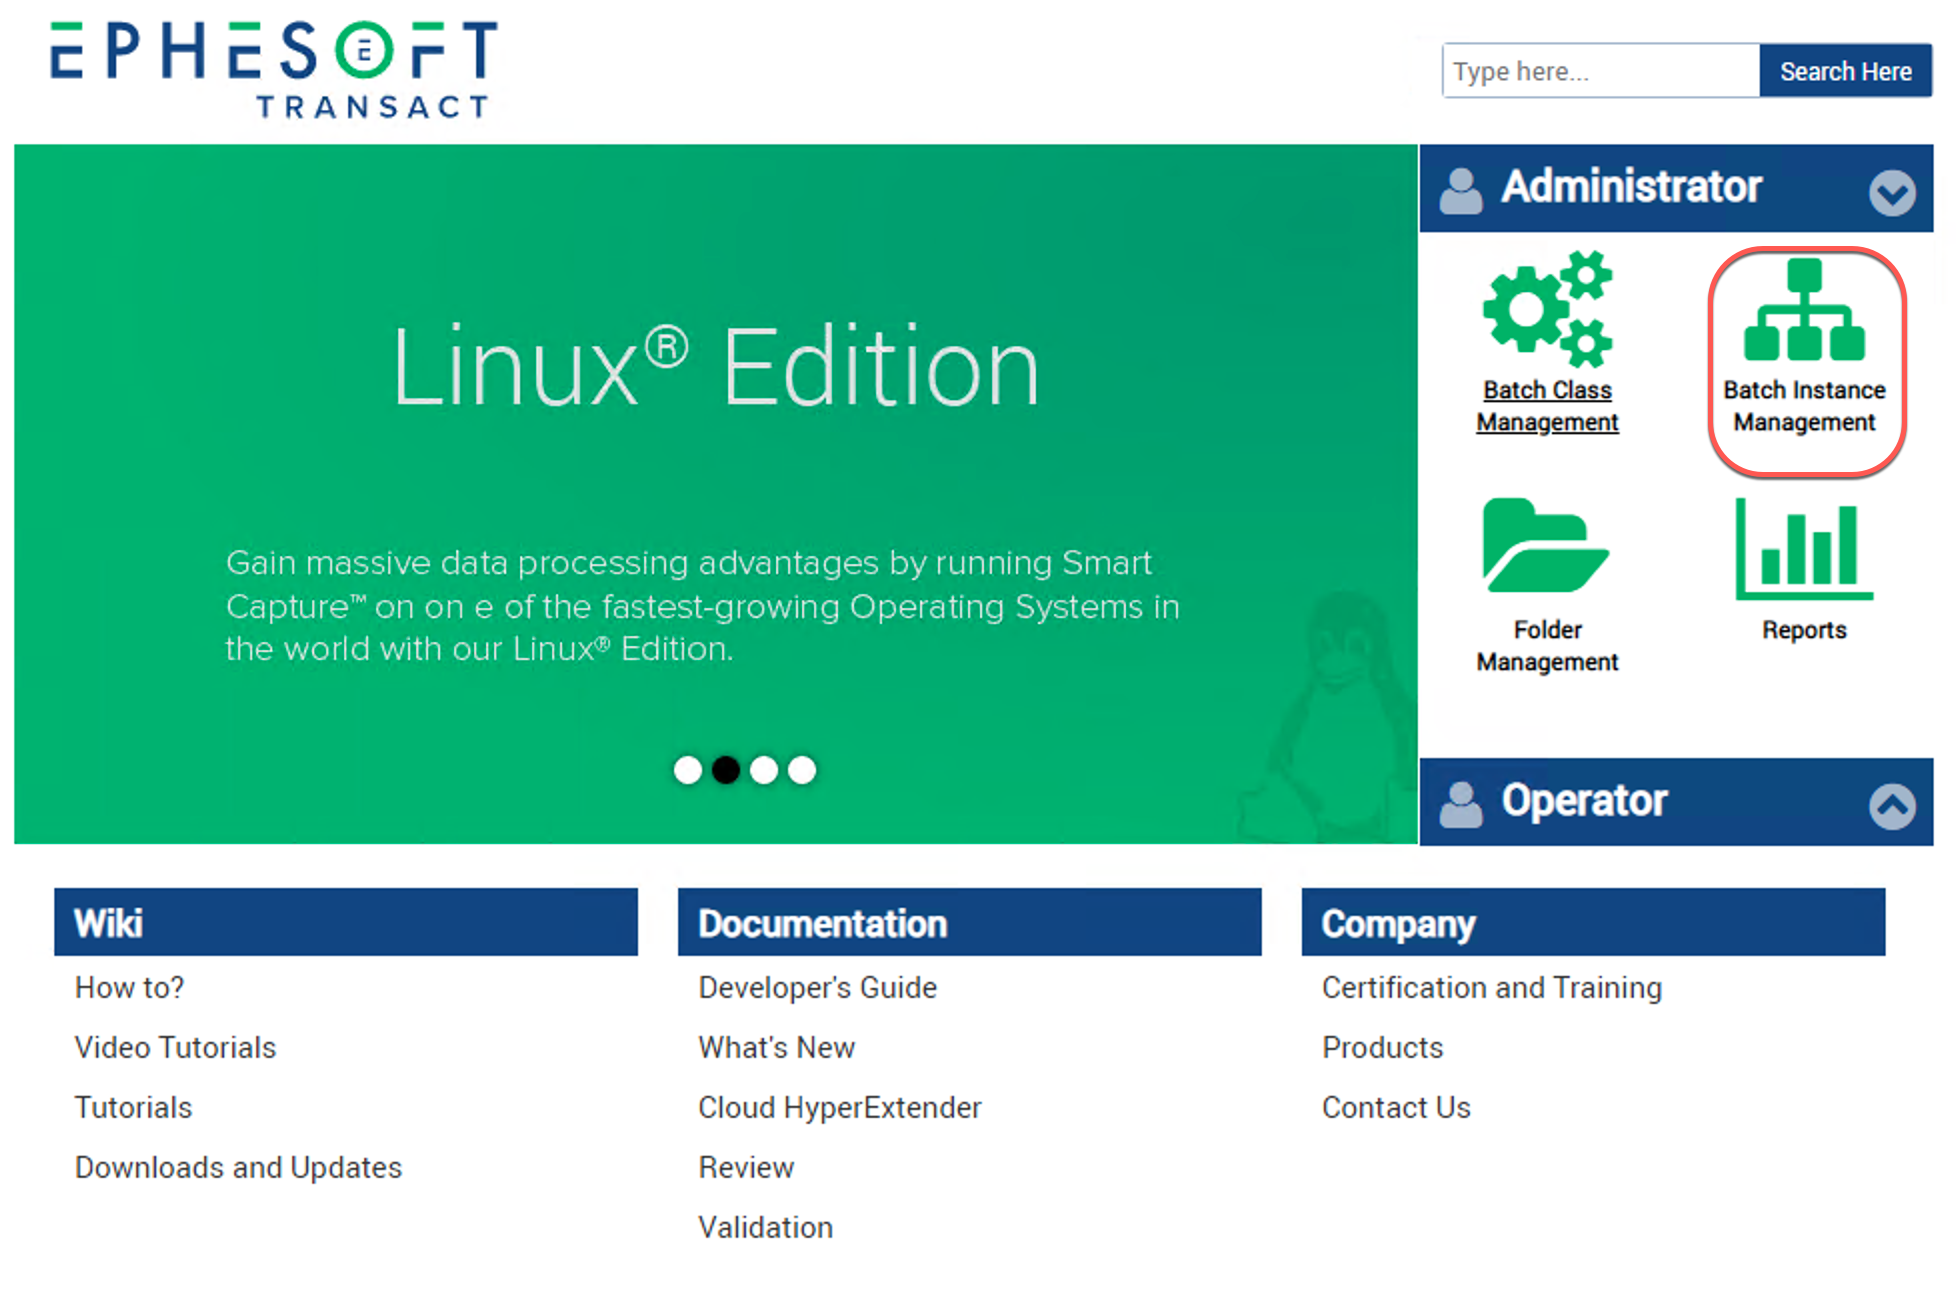 EPHESOFT
TRANSACT
Type here...
Search Here
Linux® Edition
Gain massive data processing advantages by running Smart
Capture™ on on e of the fastest-growing Operating Systems in
the world with our Linux® Edition.
Administrator
Batch Class
Management
Batch Instance
Management
Folder
Management
Reports
Operator
Wiki
How to?
Video Tutorials
Tutorials
Downloads and Updates
Documentation
Developer's Guide
What's New
Cloud HyperExtender
Review
Validation
Company
Certification and Training
Products
Contact Us